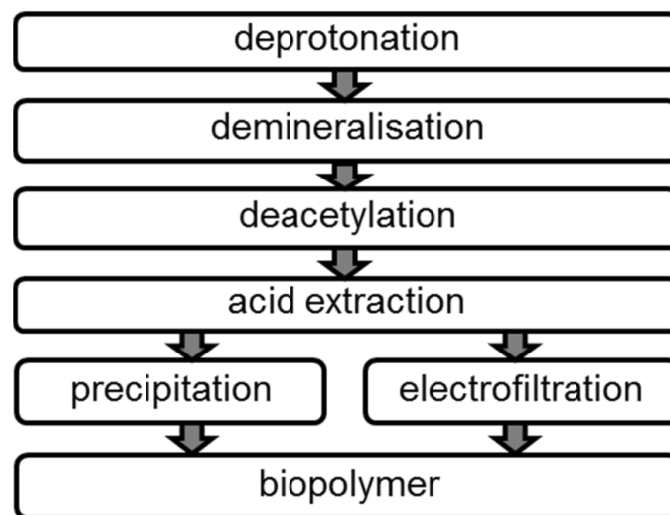 deprotonation
demineralisation
deacetylation
acid extraction
precipitation
electrofiltration
biopolymer